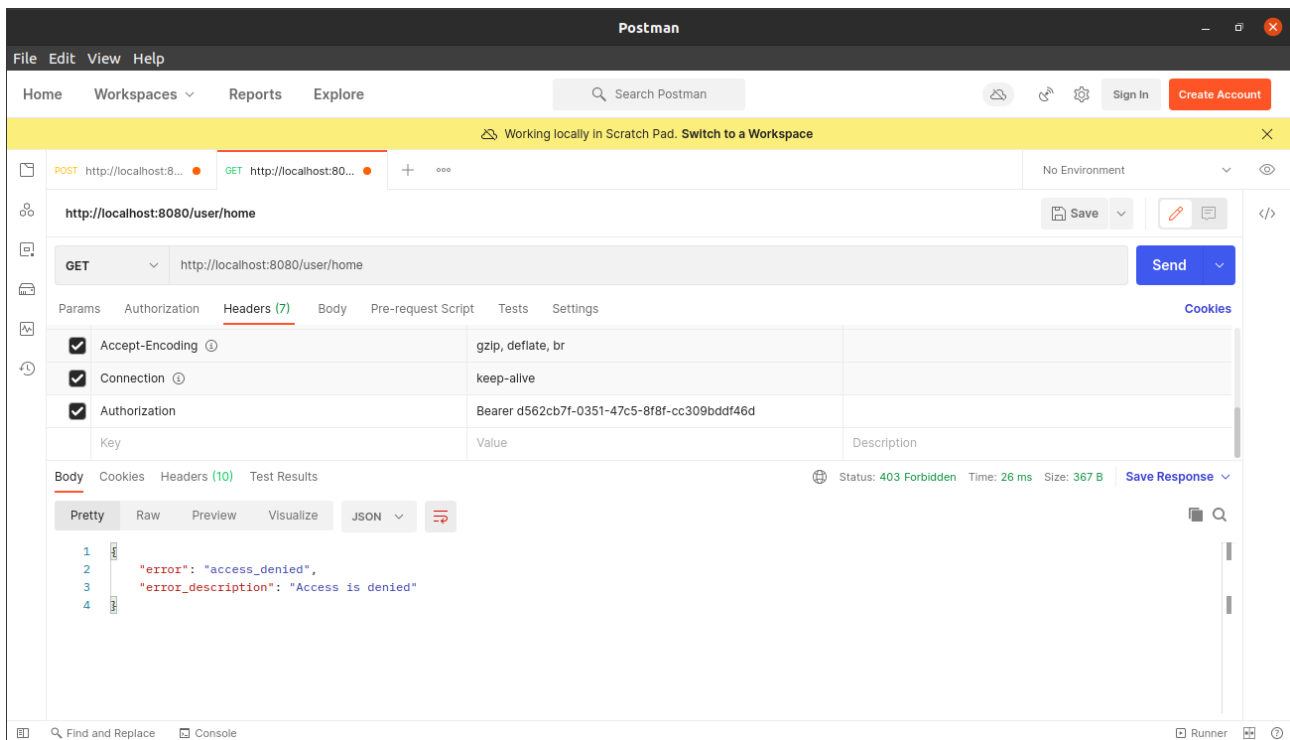 Postman
File Edit View Help
Home Workspaces Reports Explore Search Postman Sign In Create Account
Working locally in Scratch Pad. Switch to a Workspace
POST http://localhost:8... GET http://localhost:80... No Environment
http://localhost:8080/user/home Save
GET http://localhost:8080/user/home Send
Params Authorization Headers (7) Body Pre-request Script Tests Settings Cookies
Accept-Encoding gzip, deflate, br
Connection keep-alive
Authorization Bearer d562cb7f-0351-47c5-8f8f-cc309bddf46d
Key Value Description
Body Cookies Headers (10) Test Results Status: 403 Forbidden Time: 26 ms Size: 367 B Save Response
Pretty Raw Preview Visualize JSON
1 {
2 "error": "access_denied",
3 "error_description": "Access is denied"
4 }
Find and Replace Console Runner